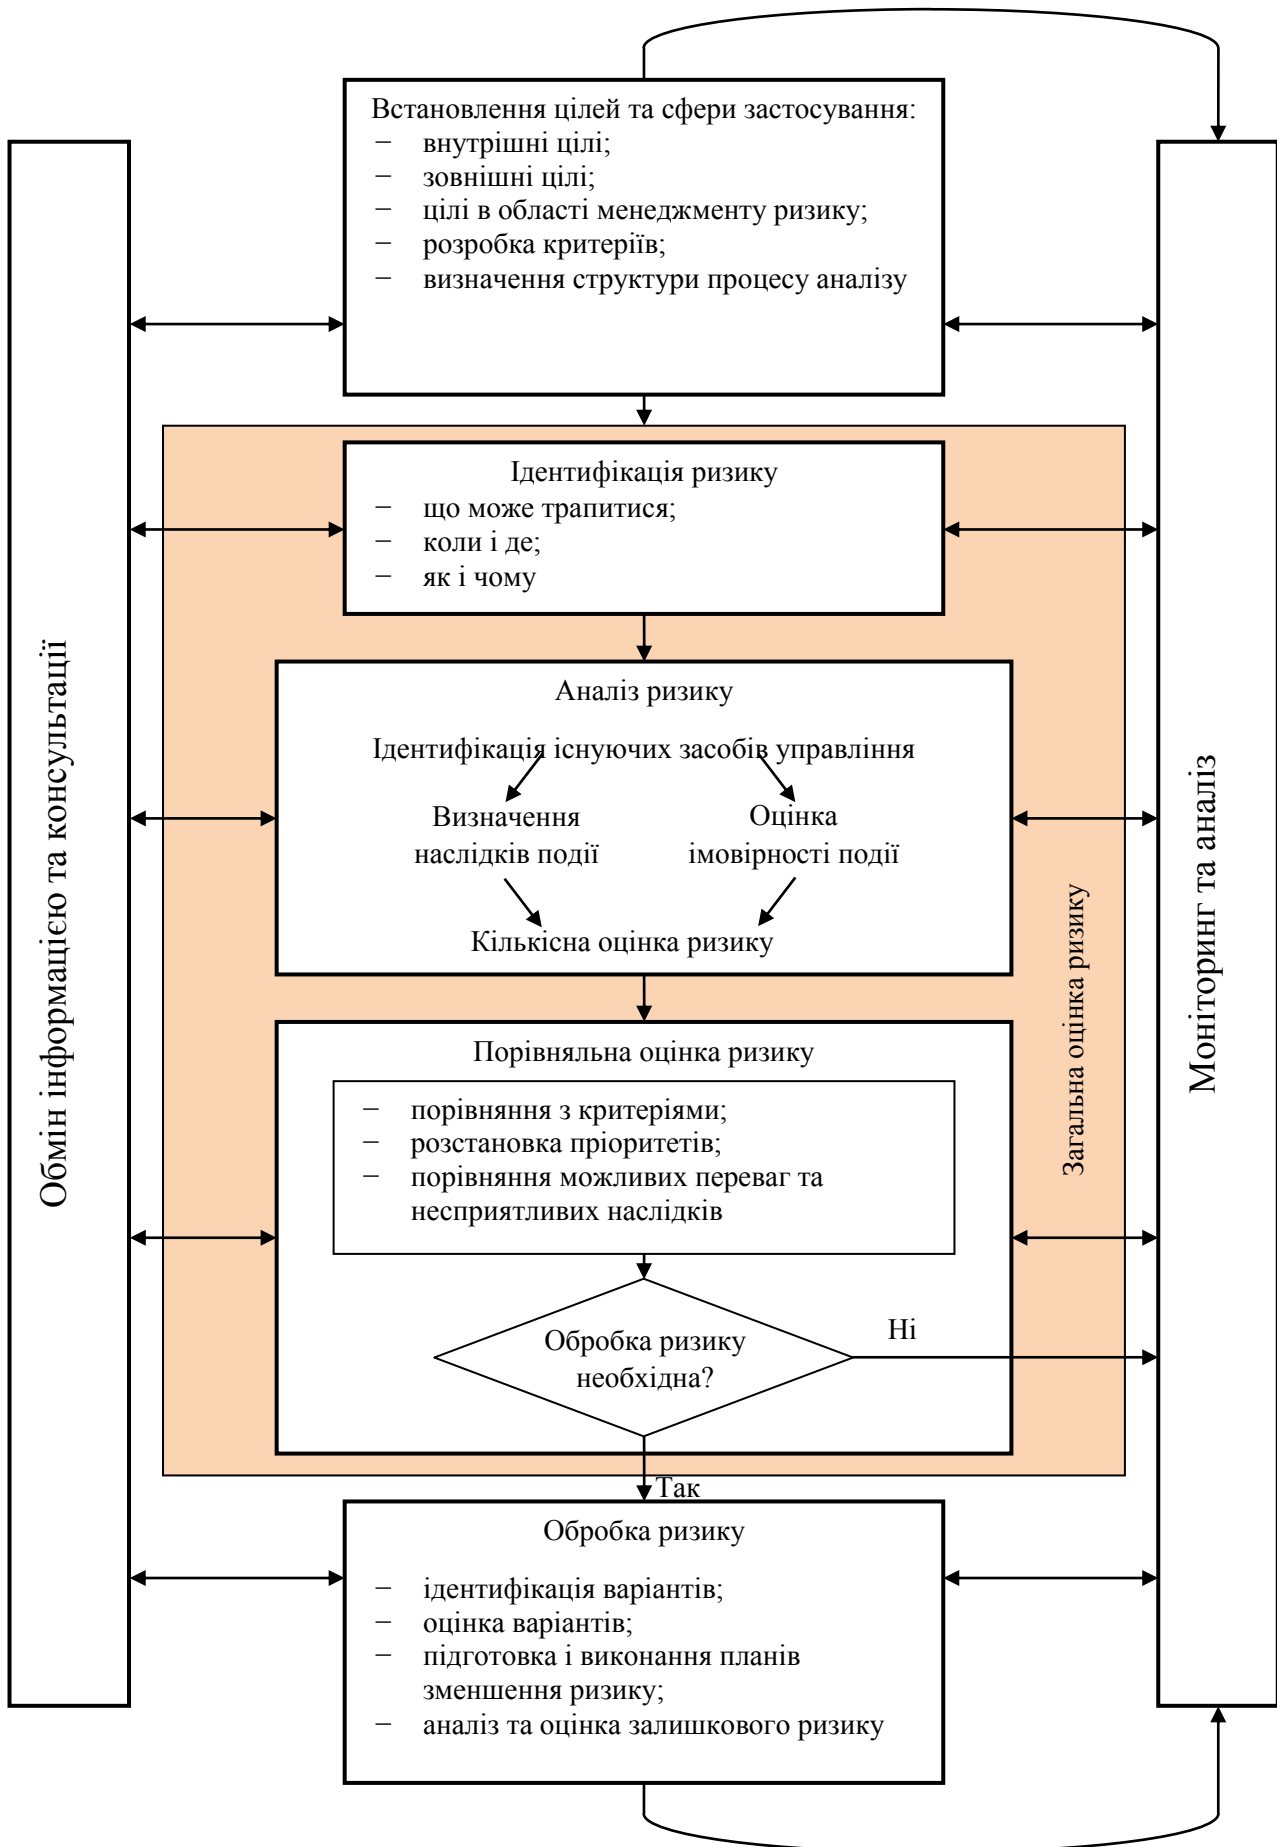 Встановлення цілей та сфери застосування:
− внутрішні цілі;
− зовнішні цілі;
− цілі в області менеджменту ризику;
− розробка критеріїв;
− визначення структури процесу аналізу
Обмін інформацією та консультації
Ідентифікація ризику
− що може трапитися;
− коли і де;
− як і чому
Аналіз ризику
Ідентифікація існуючих засобів управління
Визначення
наслідків події
Оцінка
імовірності події
Кількісна оцінка ризику
Порівняльна оцінка ризику
− порівняння з критеріями;
− розстановка пріоритетів;
− порівняння можливих переваг та
несприятливих наслідків
Обробка ризику
необхідна?
Ні
Так
Загальна оцінка ризику
Моніторинг та аналіз
Обробка ризику
− ідентифікація варіантів;
− оцінка варіантів;
− підготовка і виконання планів
зменшення ризику;
− аналіз та оцінка залишкового ризику